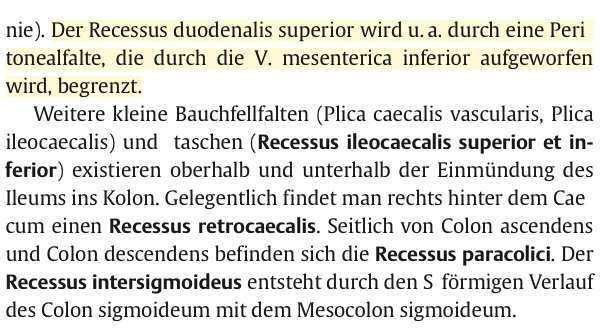 nie). Der Recessus duodenalis superior wird u. a. durch eine Peri
tonealfalte, die durch die V. mesenterica inferior aufgeworfen
wird, begrenzt.
Weitere kleine Bauchfellfalten (Plica caecalis vascularis, Plica
ileocaecalis) und taschen (Recessus ileocaecalis superior et in-
ferior) existieren oberhalb und unterhalb der Einmündung des
Ileums ins Kolon. Gelegentlich findet man rechts hinter dem Cae
cum einen Recessus retrocaecalis. Seitlich von Colon ascendens
und Colon descendens befinden sich die Recessus paracolici. Der
Recessus intersigmoideus entsteht durch den S förmigen Verlauf
des Colon sigmoideum mit dem Mesocolon sigmoideum.